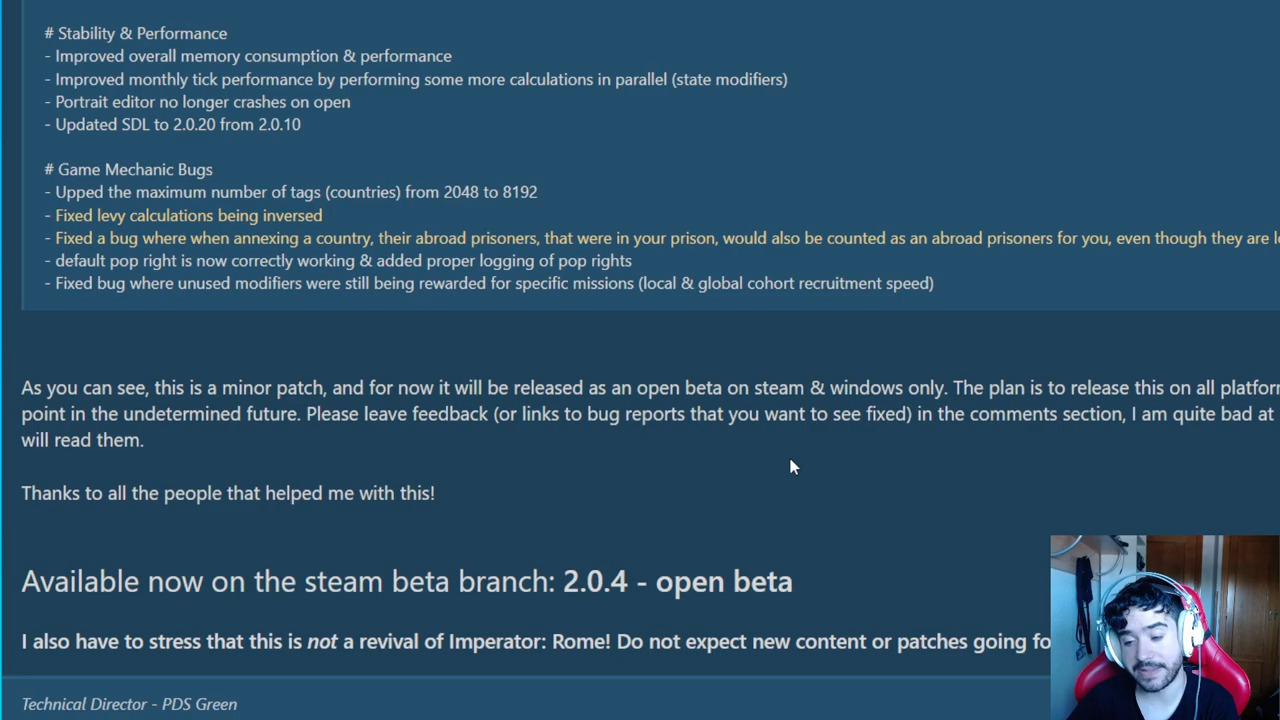 # Stability & Performance
- Improved overall memory consumption & performance
- Improved monthly tick performance by performing some more calculations in parallel (state modifiers)
- Portrait editor no longer crashes on open
- Updated SDL to 2.0.20 from 2.0.10
# Game Mechanic Bugs
- Upped the maximum number of tags (countries) from 2048 to 8192
- Fixed levy calculations being inversed
- Fixed a bug where when annexing a country, their abroad prisoners, that were in your prison, would also be counted as an abroad prisoners for you, even though they are
- default pop right is now correctly working & added proper logging of pop rights
- Fixed bug where unused modifiers were still being rewarded for specific missions (local & global cohort recruitment speed)
As you can see, this is a minor patch, and for now it will be released as an open beta on steam & windows only. The plan is to release this on all
point in the undetermined future. Please leave feedback (or links to bug reports that you want to see fixed) in the comments section, I am quite bad at
will read them.
Thanks to all the people that helped me with this!
Available now on the steam beta branch: 2.0.4 - open beta
I also have to stress that this is not a revival of Imperator: Rome! Do not expect new content or patches going
Technical Director - PDS Green